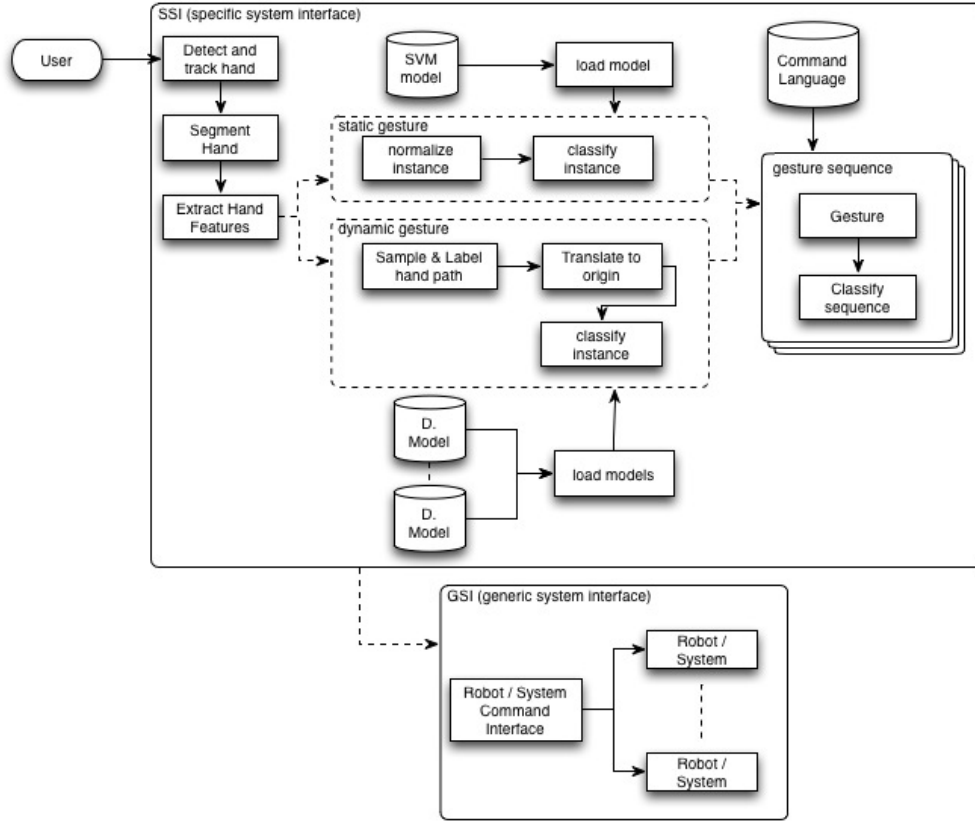 SSI (specific system interface)
User
Detect and
track hand
SVM
model
load model
Command
Language
Segment
Hand
static gesture
normalize
instance
classify
instance
gesture sequence
Extract Hand
Features
Gesture
dynamic gesture
Sample & Label
hand path
Translate to
origin
Classify
sequence
classify
instance
D.
Model
load models
D.
Model
GSI (generic system interface)
Robot /
System
Robot / System
Command
Interface
Robot /
System